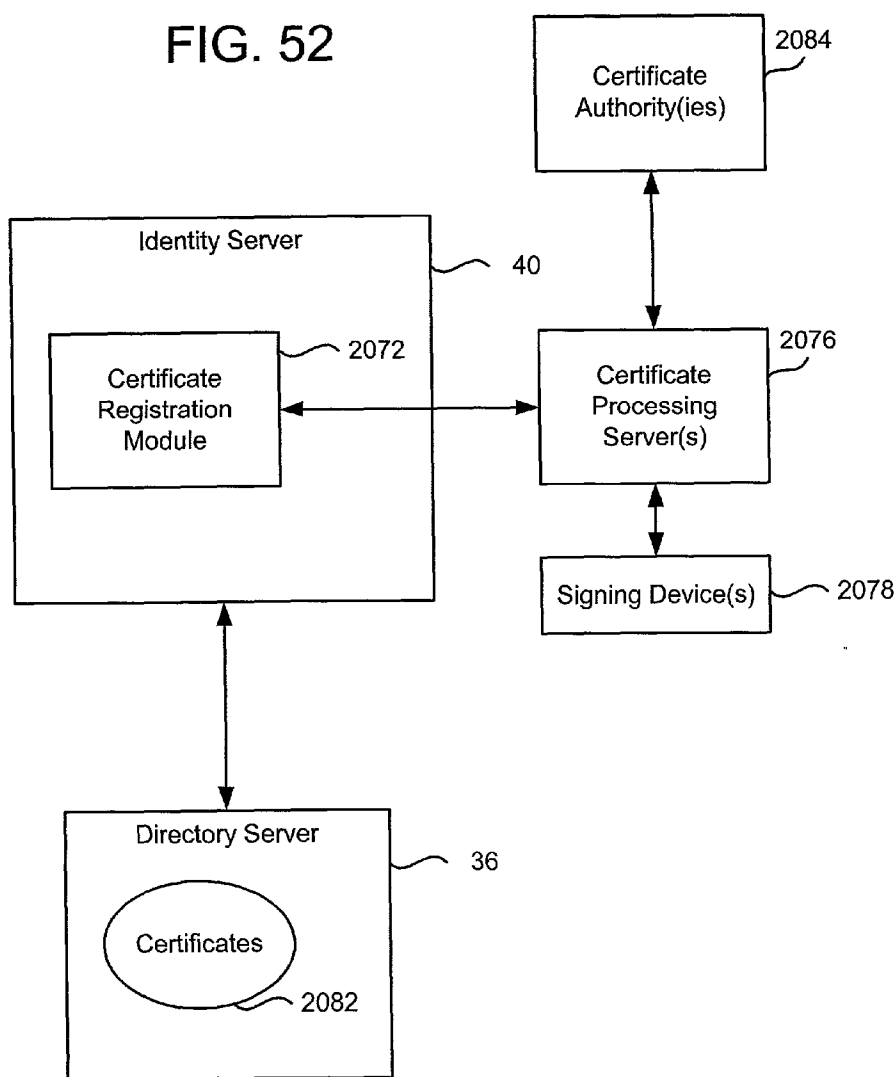 FIG. 52
Certificate
Authority(ies)
2084
Identity Server
40
Certificate
Registration
Module
2072
Certificate
Processing
Server(s)
2076
Signing Device(s)
2078
Directory Server
36
Certificates
2082